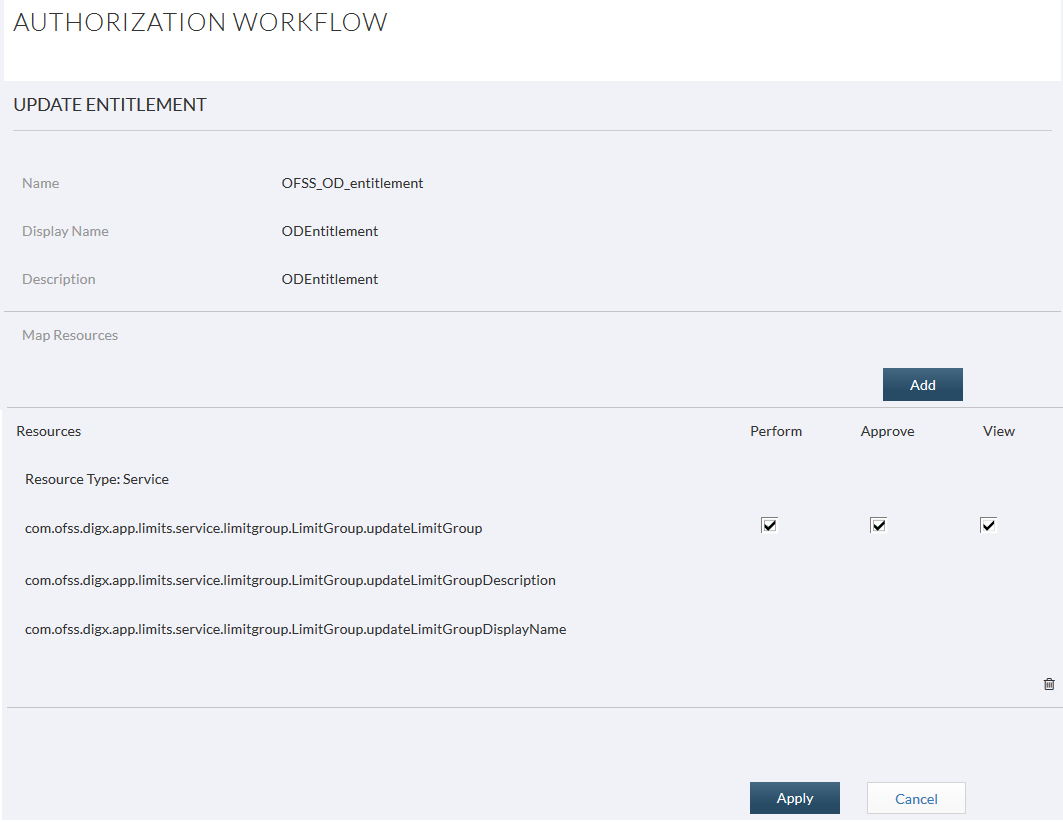 AUTHORIZATION WORKFLOW
UPDATE ENTITLEMENT
Name OFSS_OD_entitlement
Display Name ODEntitlement
Description ODEntitlement
Map Resources
Add
Resources Perform Approve View
Resource Type: Service
com.ofss.digx.app.limits.service.limitgroup.LimitGroup.updateLimitGroup
com.ofss.digx.app.limits.service.limitgroup.LimitGroup.updateLimitGroupDescription
com.ofss.digx.app.limits.service.limitgroup.LimitGroup.updateLimitGroupDisplayName
Apply Cancel